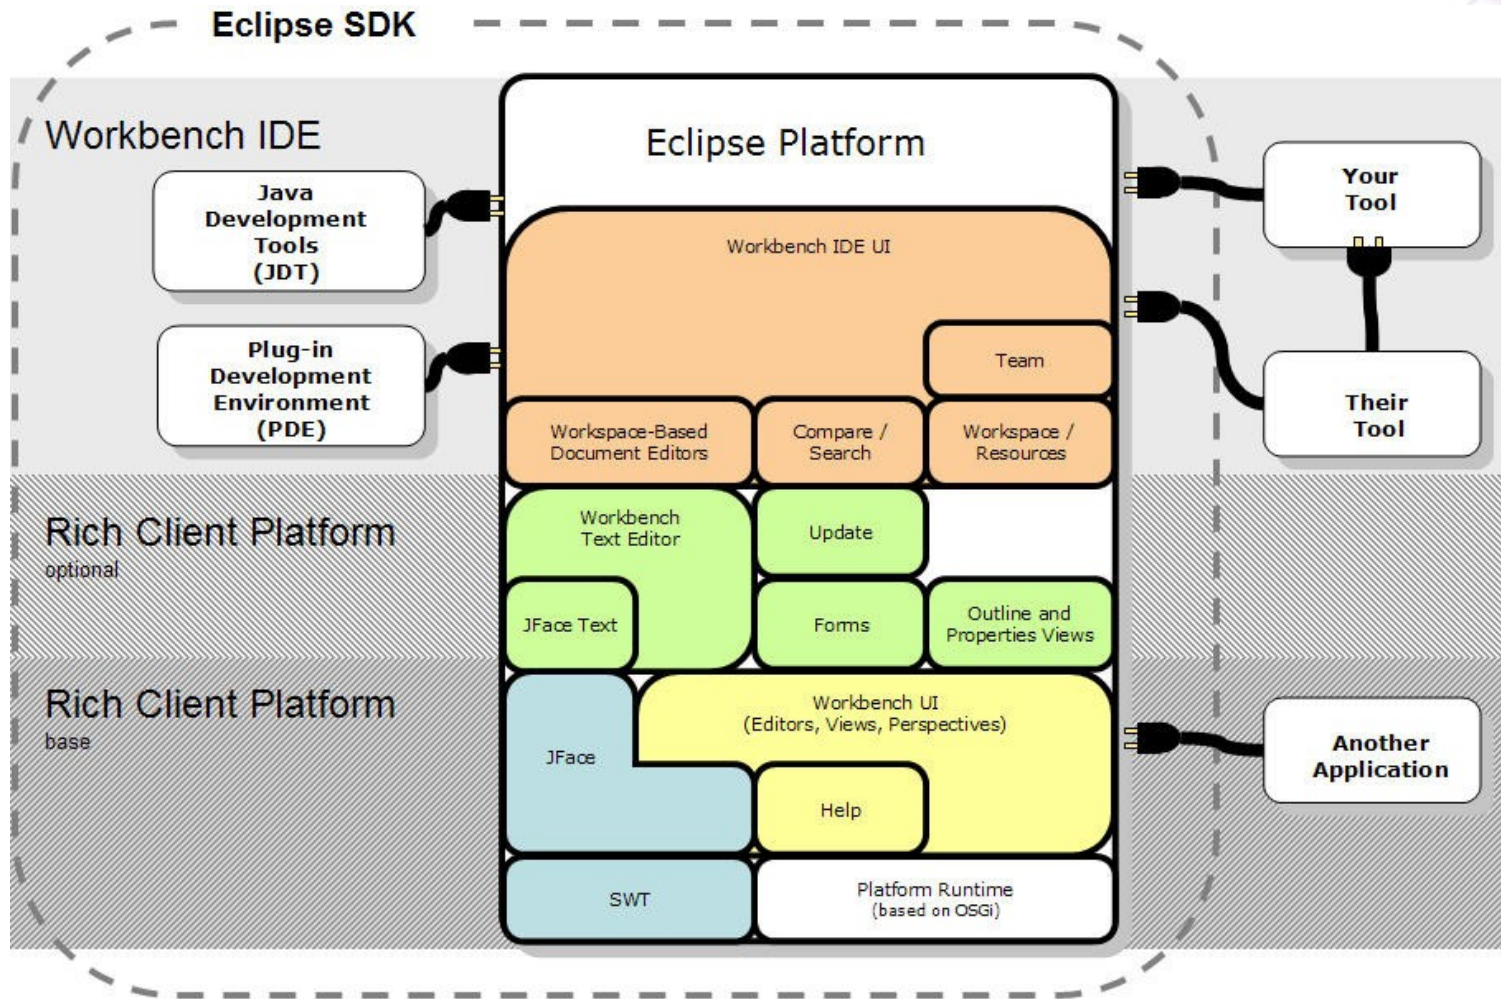 Eclipse SDK
Workbench IDE
Eclipse Platform
Java
Development
Tools
(JDT)
Your
Tool
Workbench IDE UI
Plug-in
Development
Environment
(PDE)
Team
Their
Tool
Workspace-Based
Document Editors
Compare /
Search
Workspace /
Resources
Rich Client Platform
optional
Workbench
Text Editor
Update
JFace Text
Forms
Outline and
Properties Views
Rich Client Platform
base
JFace
Workbench UI
(Editors, Views, Perspectives)
Help
Another
Application
SWT
Platform Runtime
(based on OSGi)